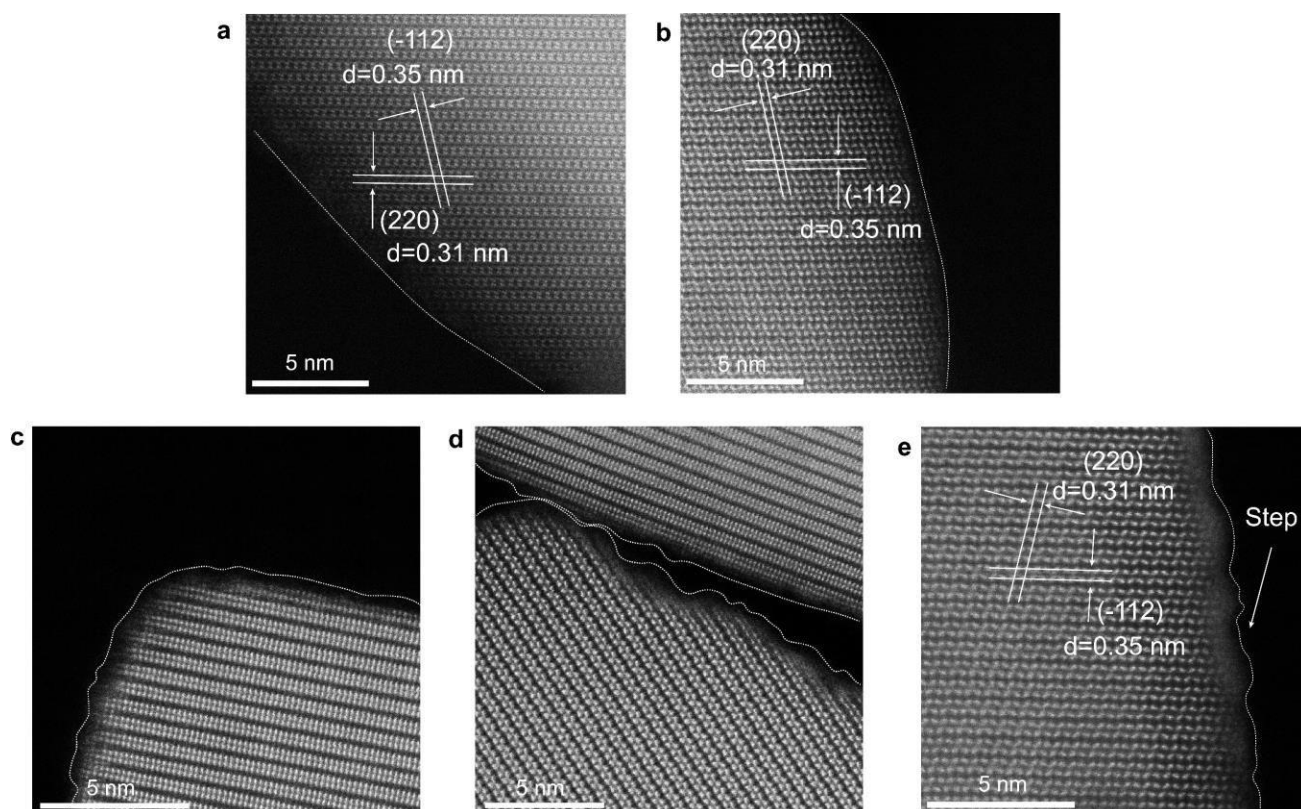 a
(-112)
d=0.35 nm
(220)
d=0.31 nm
5 nm
b
(220)
d=0.31 nm
(-112)
d=0.35 nm
5 nm
c
5 nm
d
5 nm
e
(220)
d=0.31 nm
Step
(-112)
d=0.35 nm
5 nm